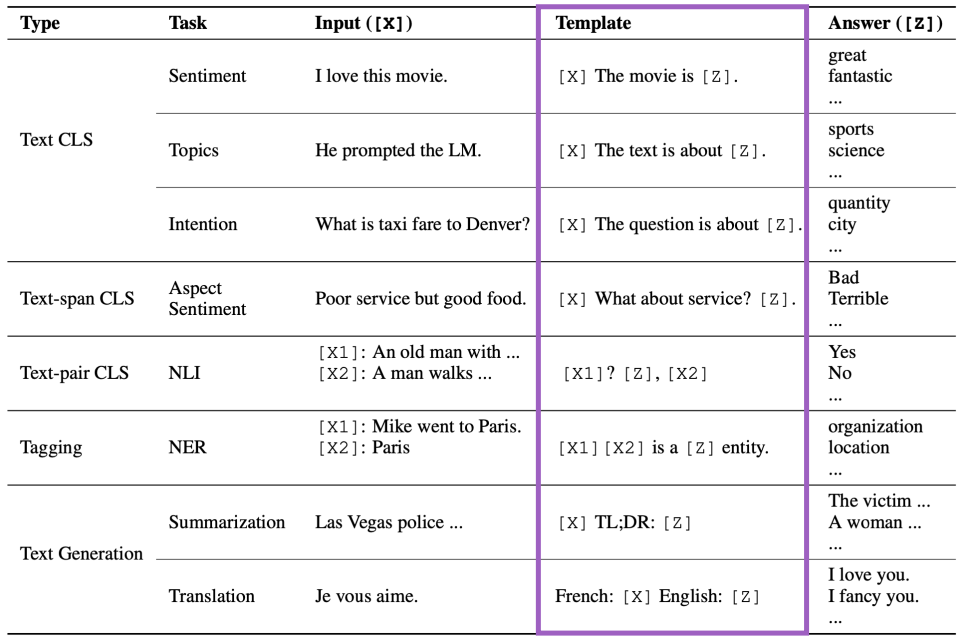 Type Task Input ([X]) Template Answer ([Z])
Text CLS
Sentiment I love this movie. [X] The movie is [Z]. great
fantastic
...
Topics He prompted the LM. [X] The text is about [Z]. sports
science
...
Intention What is taxi fare to Denver? [X] The question is about [Z]. quantity
city
...
Text-span CLS Aspect
Sentiment Poor service but good food. [X] What about service? [Z]. Bad
Terrible
...
Text-pair CLS NLI [X1]: An old man with ...
[X2]: A man walks ... [X1]? [Z], [X2] Yes
No
...
Tagging NER [X1]: Mike went to Paris.
[X2]: Paris [X1][X2] is a [Z] entity. organization
location
...
Text Generation
Summarization Las Vegas police ... [X] TL;DR: [Z] The victim ...
A woman ...
...
Translation Je vous aime. French: [X] English: [Z] I love you.
I fancy you.
...